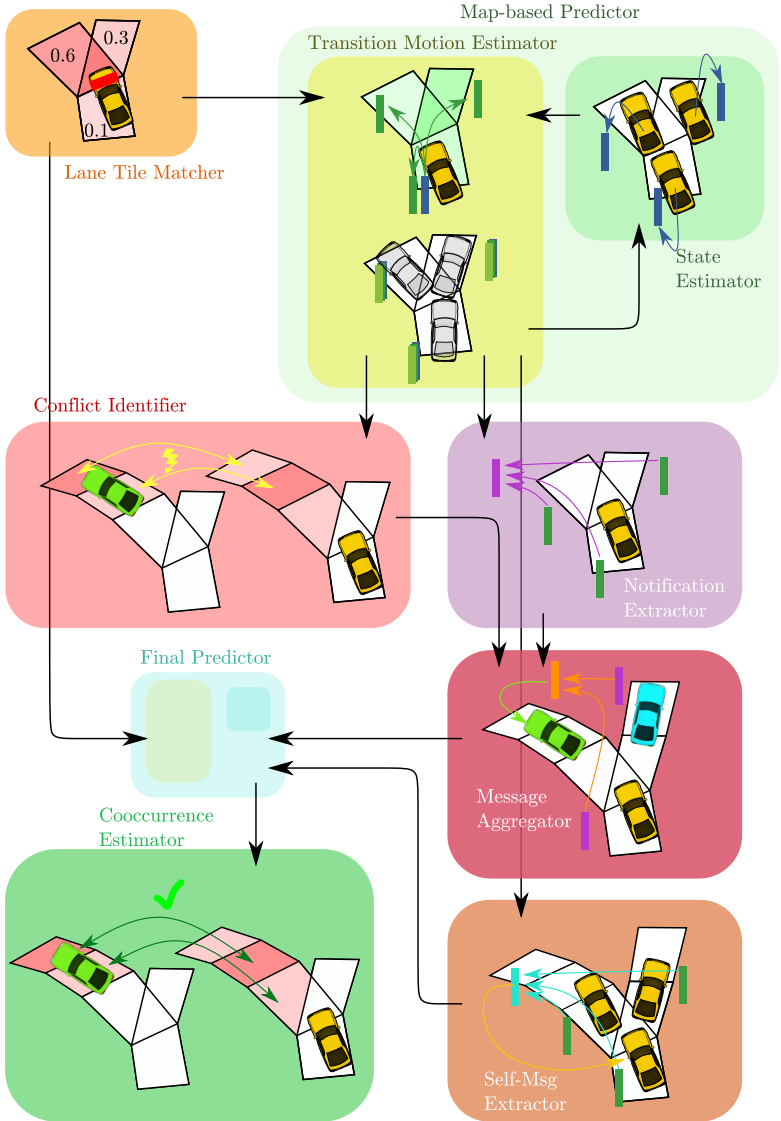 Map-based Predictor
0.6
0.3
0.1
Transition Motion Estimator
Lane Tile Matcher
State
Estimator
Conflict Identifier
Notification
Extractor
Final Predictor
Message
Aggregator
Cooccurrence
Estimator
Self-Msg
Extractor